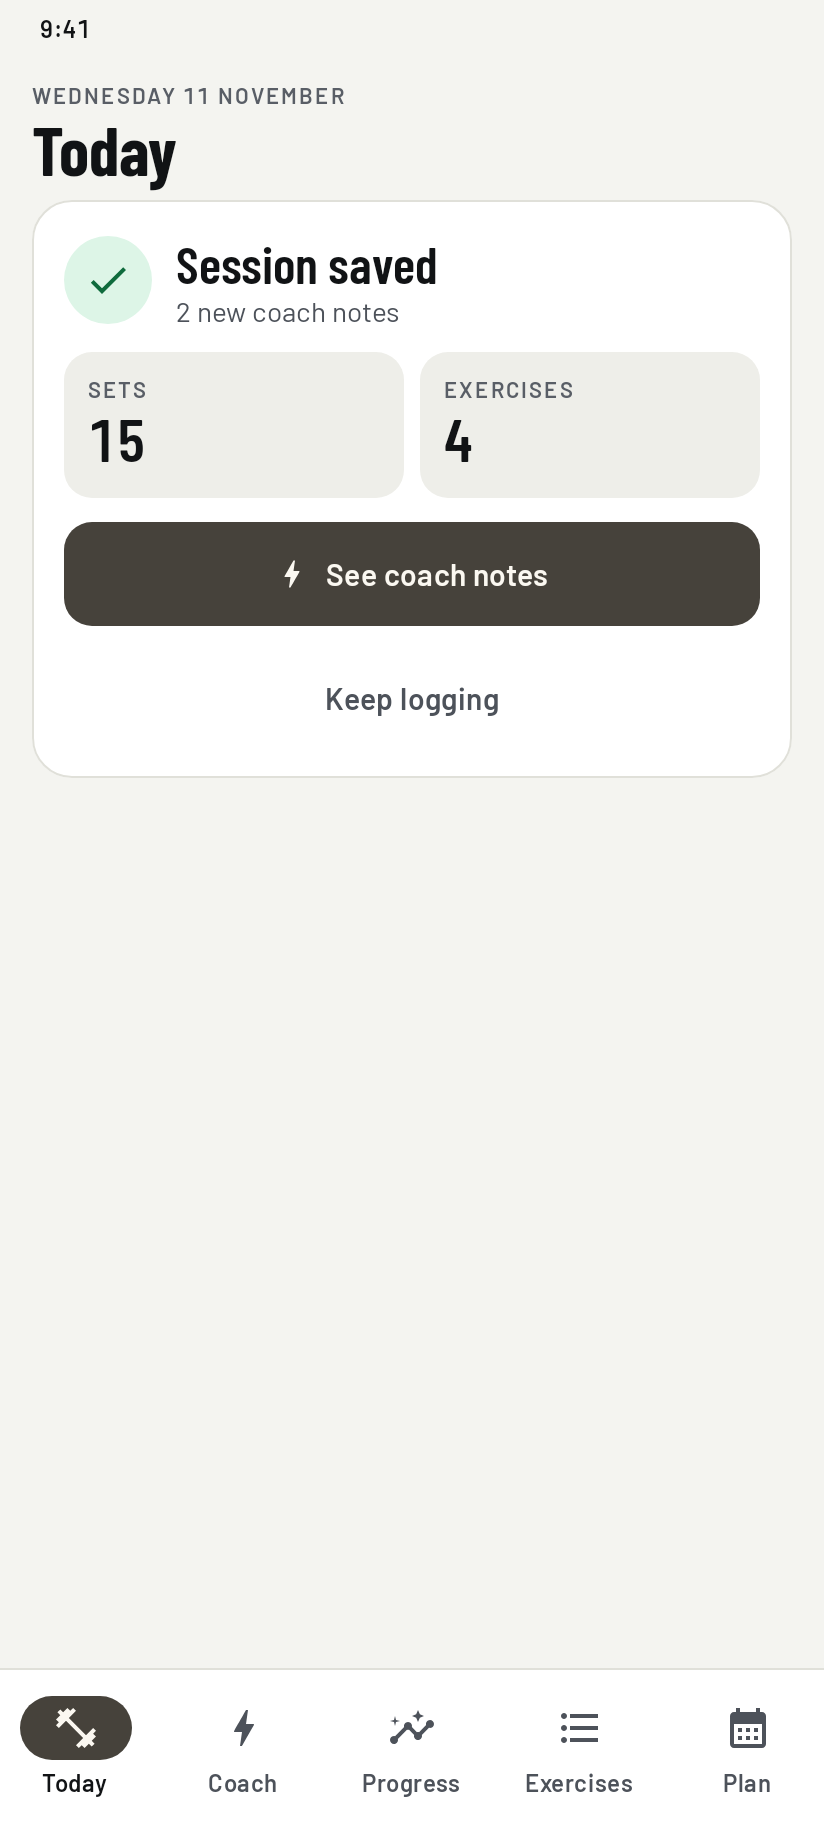 9:41
WEDNESDAY 11 NOVEMBER
Today
Session saved
2 new coach notes
SETS
15
EXERCISES
4
See coach notes
Keep logging
Today
Coach
Progress
Exercises
Plan